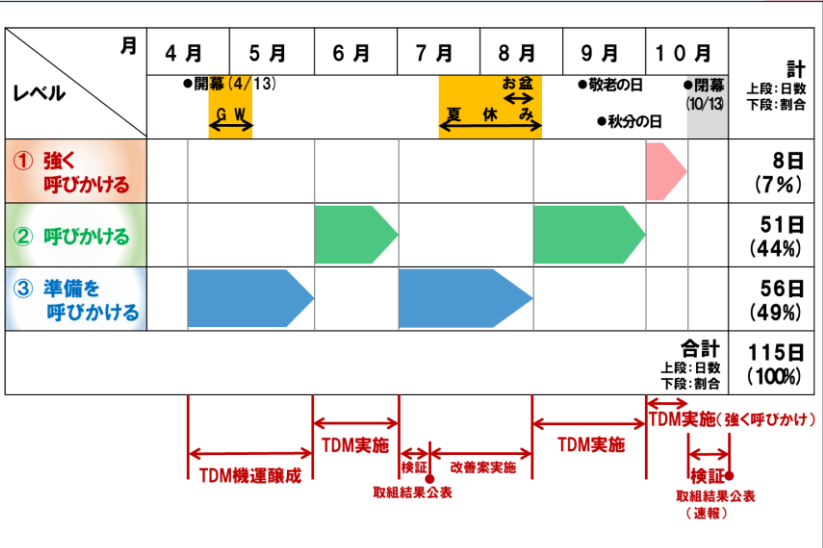 月
レベル
4月
5月
6月
7月
8月
9月
10月
計
上段：日数
下段：割合
●開幕(4/13)
GW
お盆
夏休み
●敬老の日
●秋分の日
●閉幕
(10/13)
① 強く
呼びかける
8日
(7%)
② 呼びかける
51日
(44%)
③ 準備を
呼びかける
56日
(49%)
合計
上段：日数
下段：割合
115日
(100%)
TDM実施(強く呼びかけ)
TDM実施
TDM実施
検証
改善案実施
TDM機運醸成
検証
取組結果公表
取組結果公表
(速報)